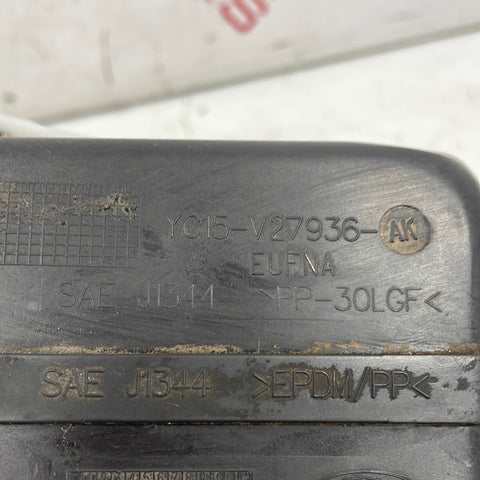 YC15-V27936-AK
EUFNA
SAE J1344 >PP-30LGF<
SAE J1344 >EPDM/PP<